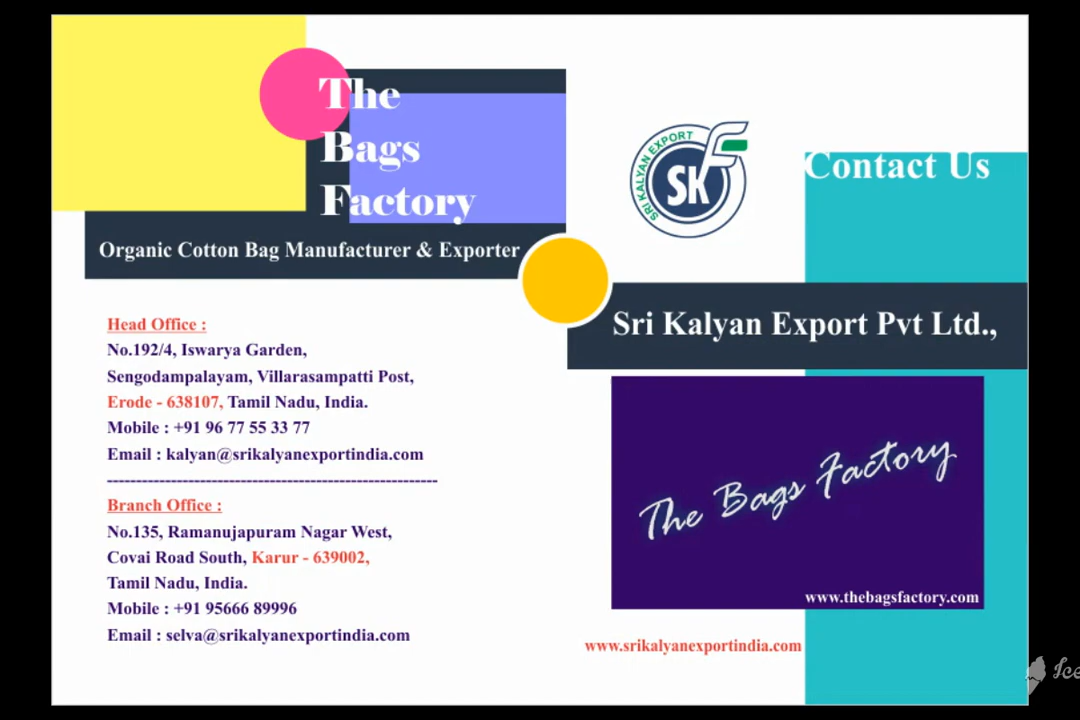 The
Bags
Factory
Organic Cotton Bag Manufacturer & Exporter
Head Office :
No.192/4, Iswarya Garden,
Sengodampalayam, Villarasampatti Post,
Erode - 638107, Tamil Nadu, India.
Mobile : +91 96 77 55 33 77
Email : kalyan@srikalyanexportindia.com
---------------------------------------------------------
Branch Office :
No.135, Ramanujapuram Nagar West,
Covai Road South, Karur - 639002,
Tamil Nadu, India.
Mobile : +91 95666 89996
Email : selva@srikalyanexportindia.com
SRI KALYAN EXPORT
SK
Contact Us
Sri Kalyan Export Pvt Ltd.,
The Bags Factory
www.thebagsfactory.com
www.srikalyanexportindia.com